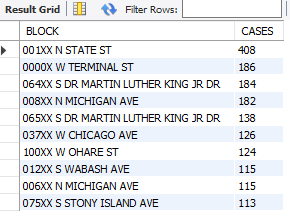 Result Grid Filter Rows:
BLOCK CASES
001XX N STATE ST 408
0000X W TERMINAL ST 186
064XX S DR MARTIN LUTHER KING JR DR 184
008XX N MICHIGAN AVE 182
065XX S DR MARTIN LUTHER KING JR DR 138
037XX W CHICAGO AVE 126
100XX W OHARE ST 124
012XX S WABASH AVE 115
006XX N MICHIGAN AVE 115
075XX S STONY ISLAND AVE 113